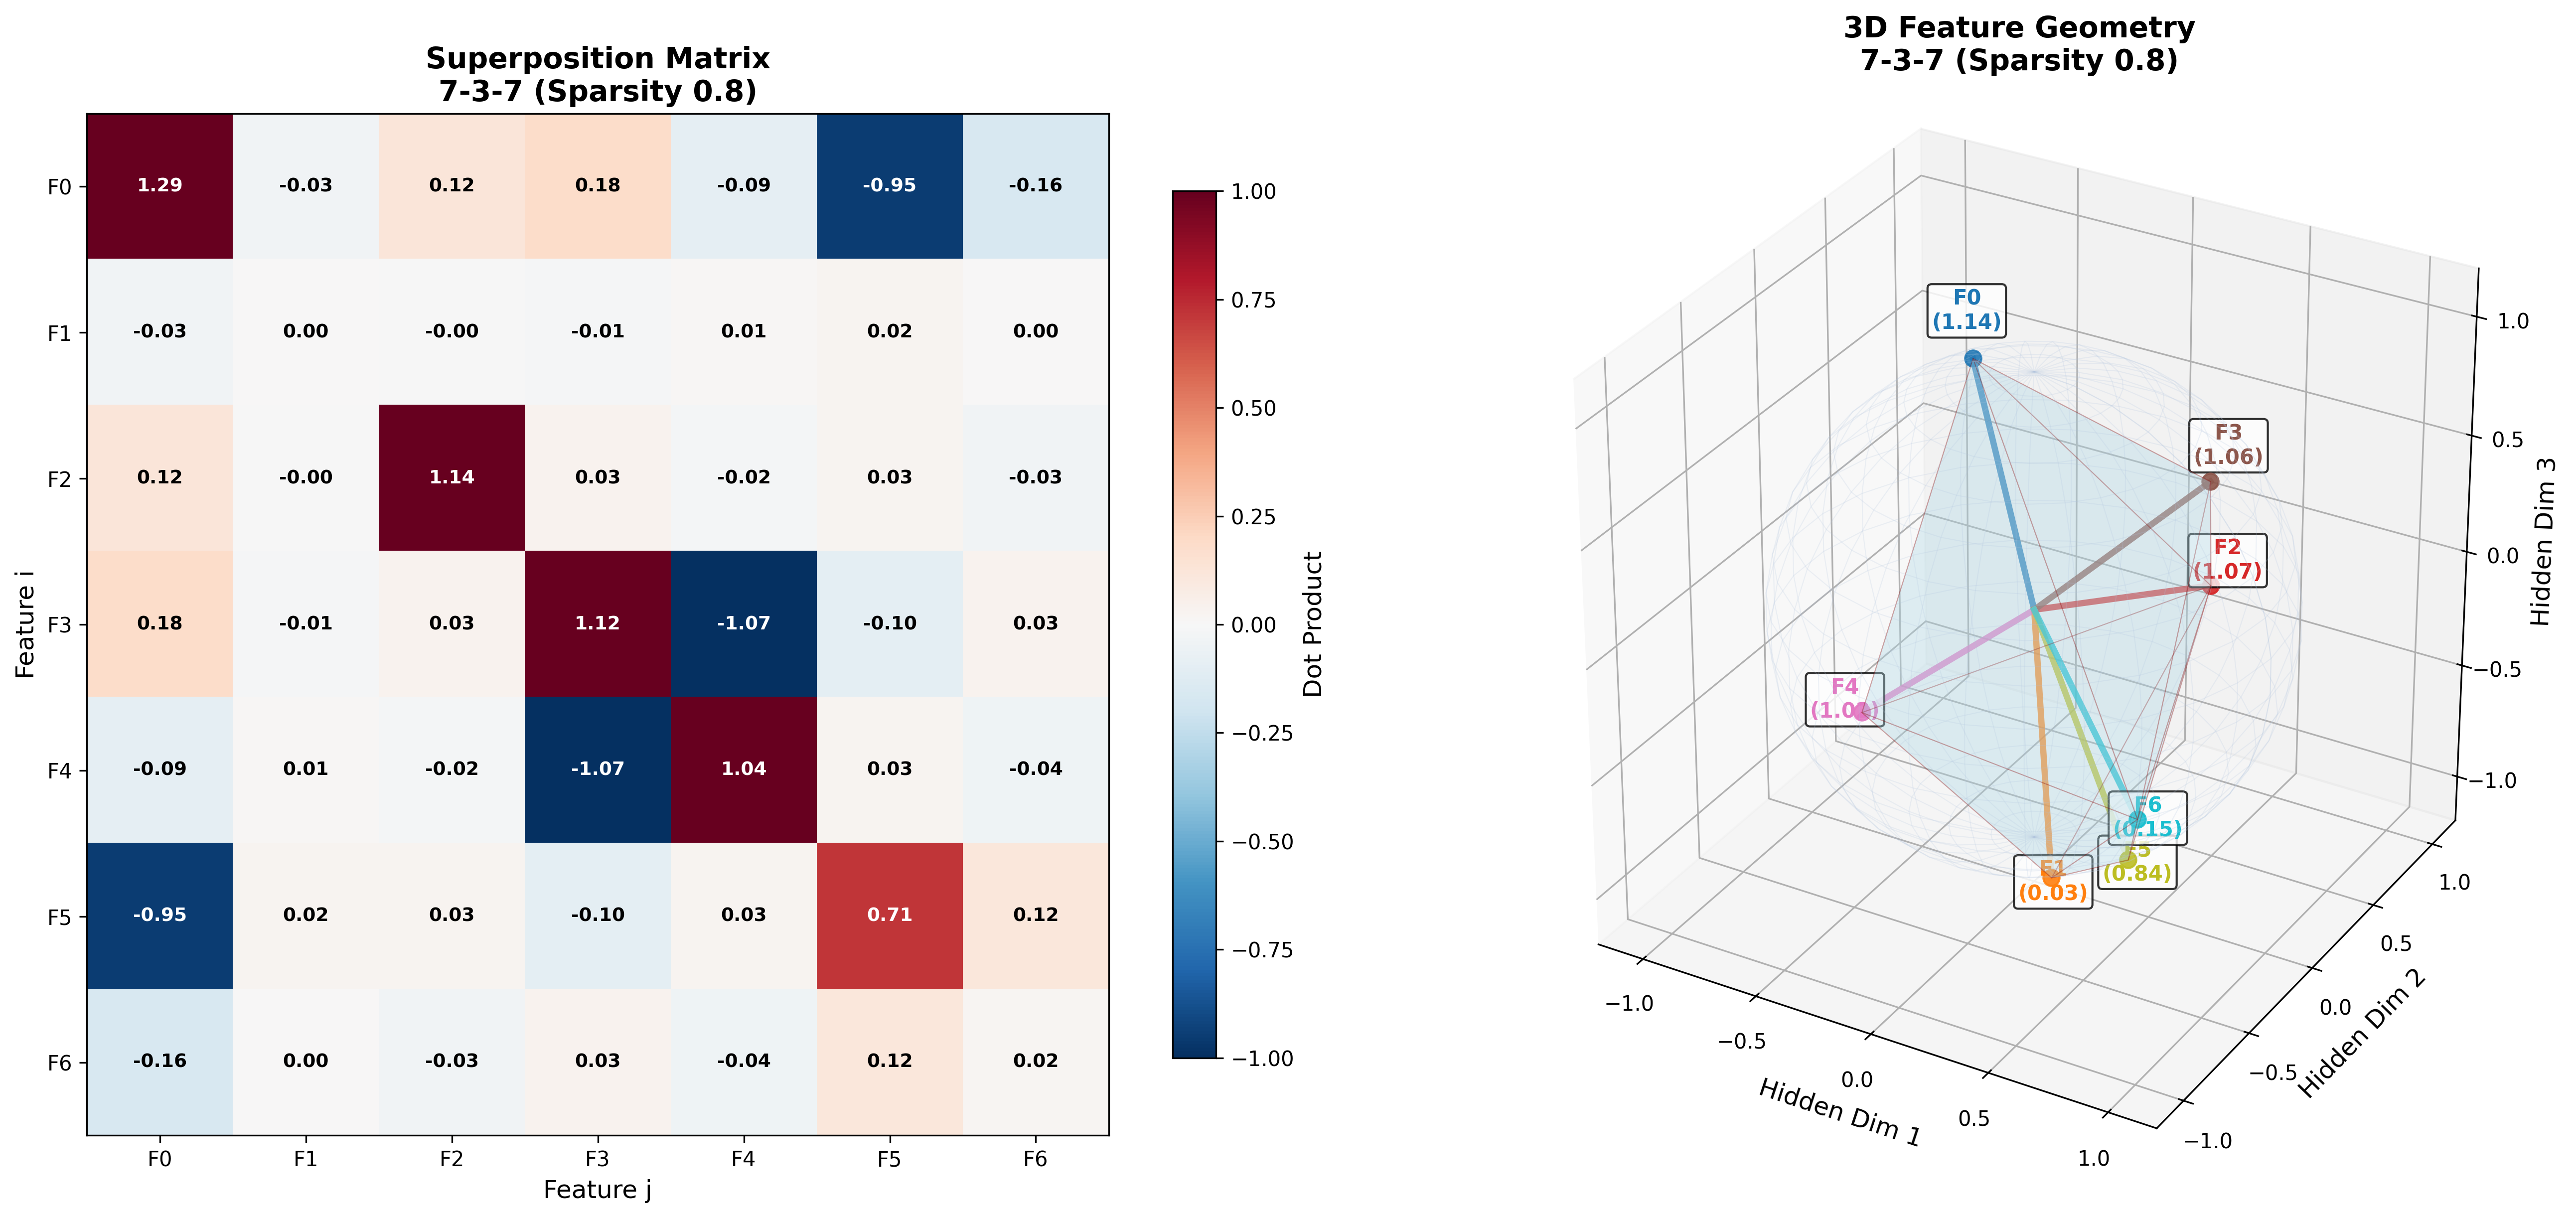 Superposition Matrix
7-3-7 (Sparsity 0.8)
F0 1.29 -0.03 0.12 0.18 -0.09 -0.95 -0.16
F1 -0.03 0.00 -0.00 -0.01 0.01 0.02 0.00
F2 0.12 -0.00 1.14 0.03 -0.02 0.03 -0.03
F3 0.18 -0.01 0.03 1.12 -1.07 -0.10 0.03
F4 -0.09 0.01 -0.02 -1.07 1.04 0.03 -0.04
F5 -0.95 0.02 0.03 -0.10 0.03 0.71 0.12
F6 -0.16 0.00 -0.03 0.03 -0.04 0.12 0.02
F0 F1 F2 F3 F4 F5 F6
Feature j
Feature i
1.00
0.75
0.50
0.25
0.00
−0.25
−0.50
−0.75
−1.00
Dot Product
3D Feature Geometry
7-3-7 (Sparsity 0.8)
F0
(1.14)
F3
(1.06)
F2
(1.07)
F4
F6
(0.15)
F5
(0.84)
F1
(0.03)
1.0
0.5
0.0
−0.5
−1.0
Hidden Dim 3
−1.0
−0.5
0.0
0.5
1.0
Hidden Dim 1
1.0
0.5
0.0
−0.5
−1.0
Hidden Dim 2